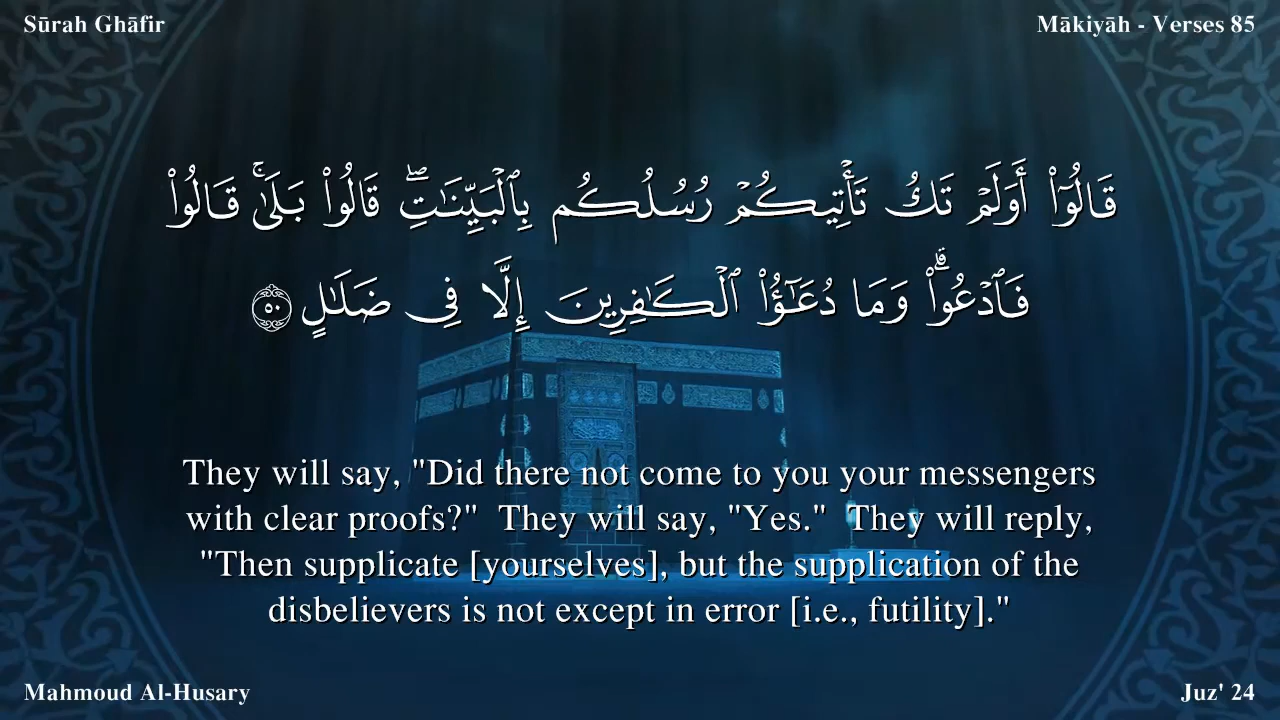 Sūrah Ghāfir
Mākiyāh - Verses 85
قَالُوٓا۟ أَوَلَمْ تَكُ تَأْتِيكُمْ رُسُلُكُم بِٱلْبَيِّنَـٰتِ ۖ قَالُوا۟ بَلَىٰ ۚ قَالُوا۟
فَٱدْعُوا۟ ۗ وَمَا دُعَـٰٓؤُا۟ ٱلْكَـٰفِرِينَ إِلَّا فِى ضَلَـٰلٍ ٥٠
They will say, "Did there not come to you your messengers
with clear proofs?" They will say, "Yes." They will reply,
"Then supplicate [yourselves], but the supplication of the
disbelievers is not except in error [i.e., futility]."
Mahmoud Al-Husary
Juz' 24